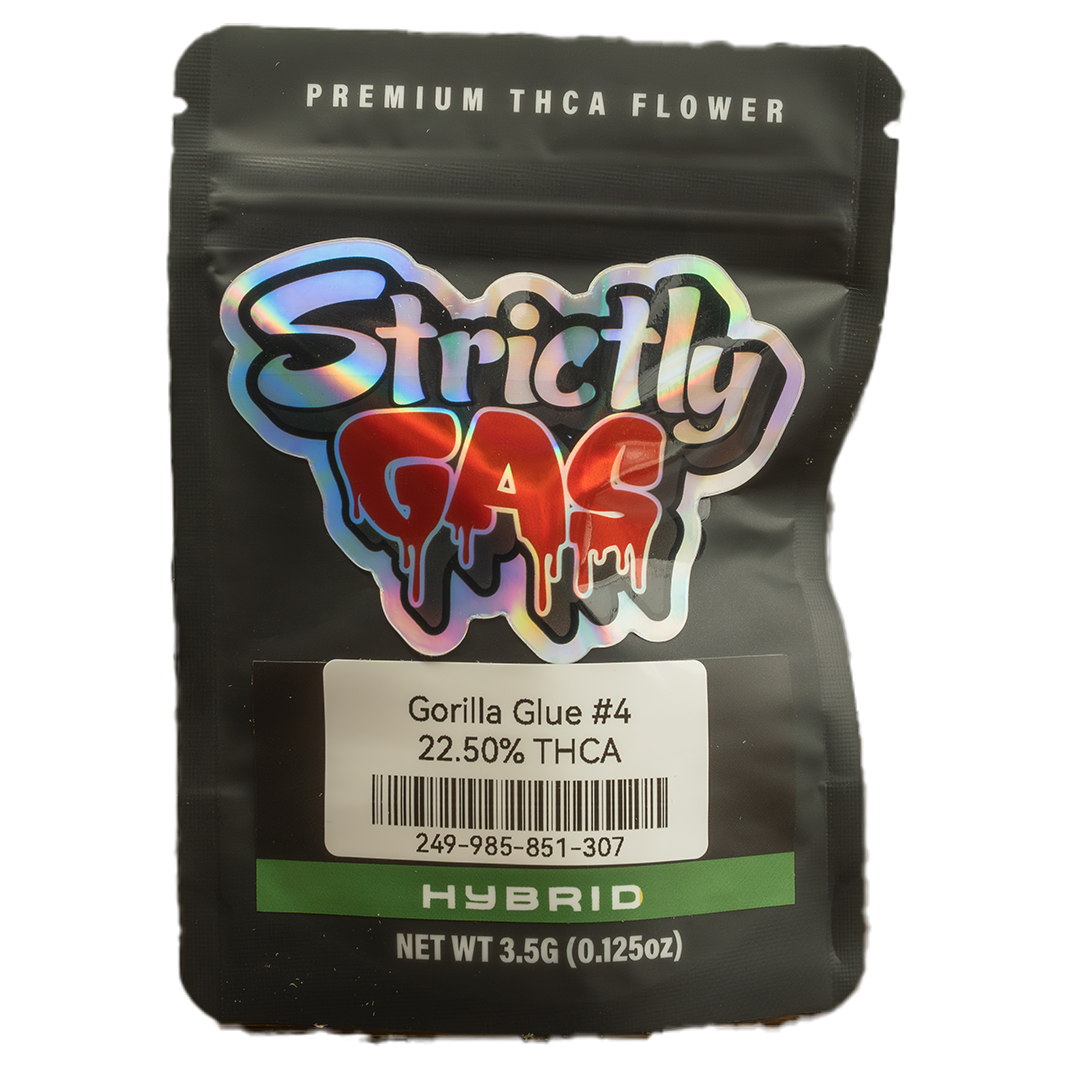 PREMIUM THCA FLOWER
Strictly
GAS
Gorilla Glue #4
22.50% THCA
249-985-851-307
HYBRID
NET WT 3.5G (0.125oz)